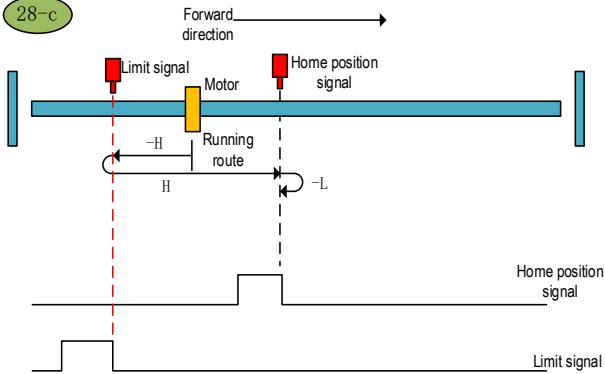 28-c
Forward
direction
Limit signal
Home position
signal
Motor
-H
Running
route
H
-L
Home position
signal
Limit signal